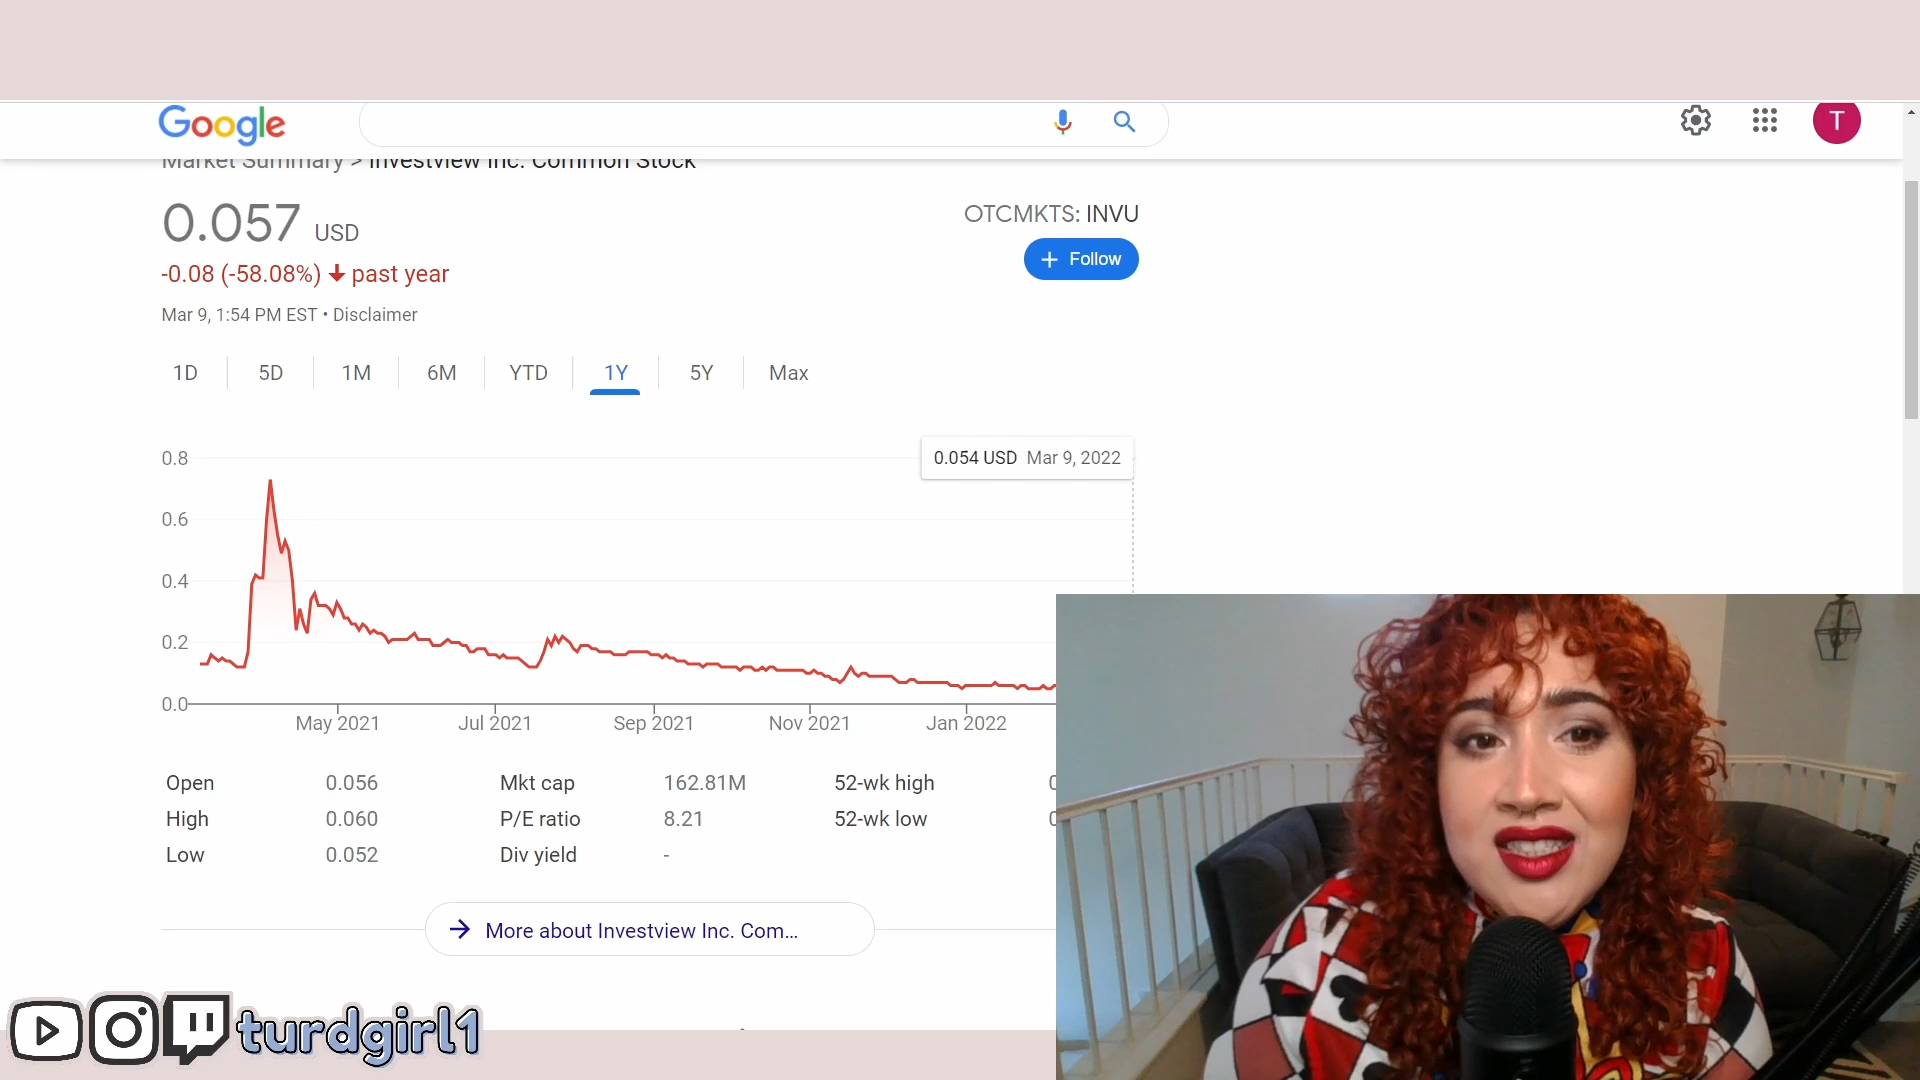 Google
T
Market Summary > Investview Inc. Common Stock
0.057 USD
OTCMKTS: INVU
+ Follow
-0.08 (-58.08%) ↓ past year
Mar 9, 1:54 PM EST • Disclaimer
1D 5D 1M 6M YTD 1Y 5Y Max
0.054 USD Mar 9, 2022
0.8
0.6
0.4
0.2
0.0
May 2021 Jul 2021 Sep 2021 Nov 2021 Jan 2022
Open 0.056 Mkt cap 162.81M 52-wk high
High 0.060 P/E ratio 8.21 52-wk low
Low 0.052 Div yield -
→ More about Investview Inc. Com...
turdgirl1